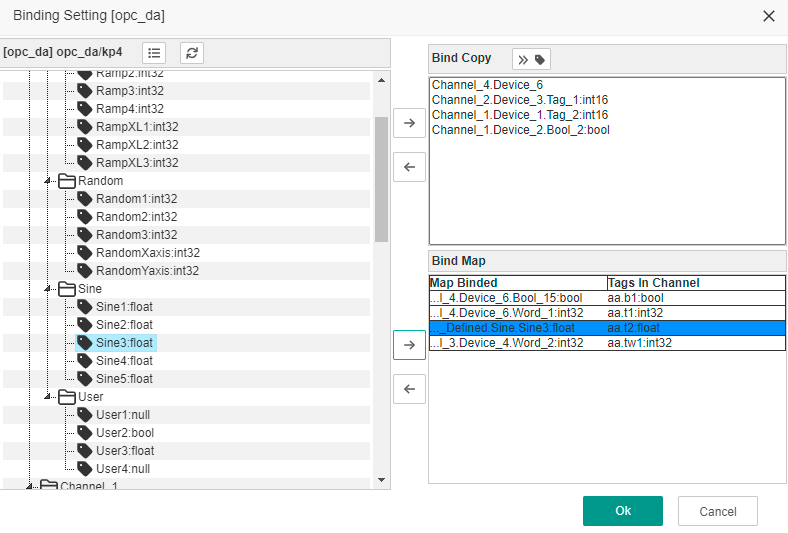 Binding Setting [opc_da]
[opc_da] opc_da/kp4
Ramp2:int32
Ramp3:int32
Ramp4:int32
RampXL1:int32
RampXL2:int32
RampXL3:int32
Random
Random1:int32
Random2:int32
Random3:int32
RandomXaxis:int32
RandomYaxis:int32
Sine
Sine1:float
Sine2:float
Sine3:float
Sine4:float
Sine5:float
User
User1:null
User2:bool
User3:float
User4:null
Channel_1
Bind Copy
Channel_4.Device_6
Channel_2.Device_3.Tag_1:int16
Channel_1.Device_1.Tag_2:int16
Channel_1.Device_2.Bool_2:bool
Bind Map
Map Binded Tags In Channel
...l_4.Device_6.Bool_15:bool aa.b1:bool
...l_4.Device_6.Word_1:int32 aa.t1:int32
..._Defined.Sine.Sine3:float aa.t2:float
...l_3.Device_4.Word_2:int32 aa.tw1:int32
Ok Cancel